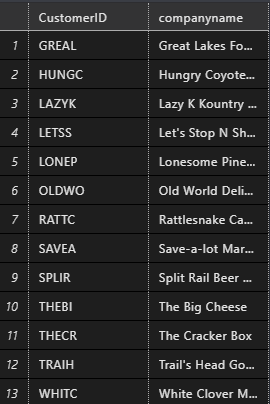 CustomerID companyname
1 GREAL Great Lakes Fo...
2 HUNGC Hungry Coyote...
3 LAZYK Lazy K Kountry ...
4 LETSS Let's Stop N Sh...
5 LONEP Lonesome Pine...
6 OLDWO Old World Deli...
7 RATTC Rattlesnake Ca...
8 SAVEA Save-a-lot Mar...
9 SPLIR Split Rail Beer ...
10 THEBI The Big Cheese
11 THECR The Cracker Box
12 TRAIH Trail's Head Go...
13 WHITC White Clover M...